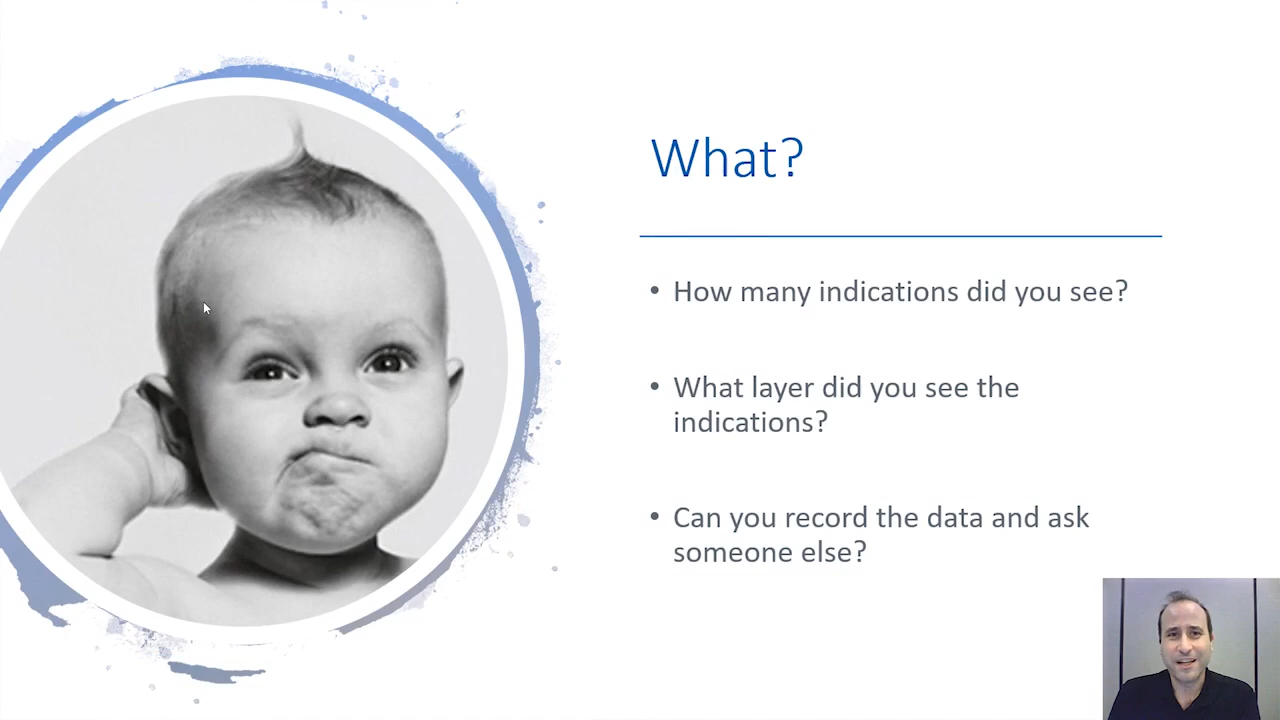 What?
• How many indications did you see?
• What layer did you see the
indications?
• Can you record the data and ask
someone else?